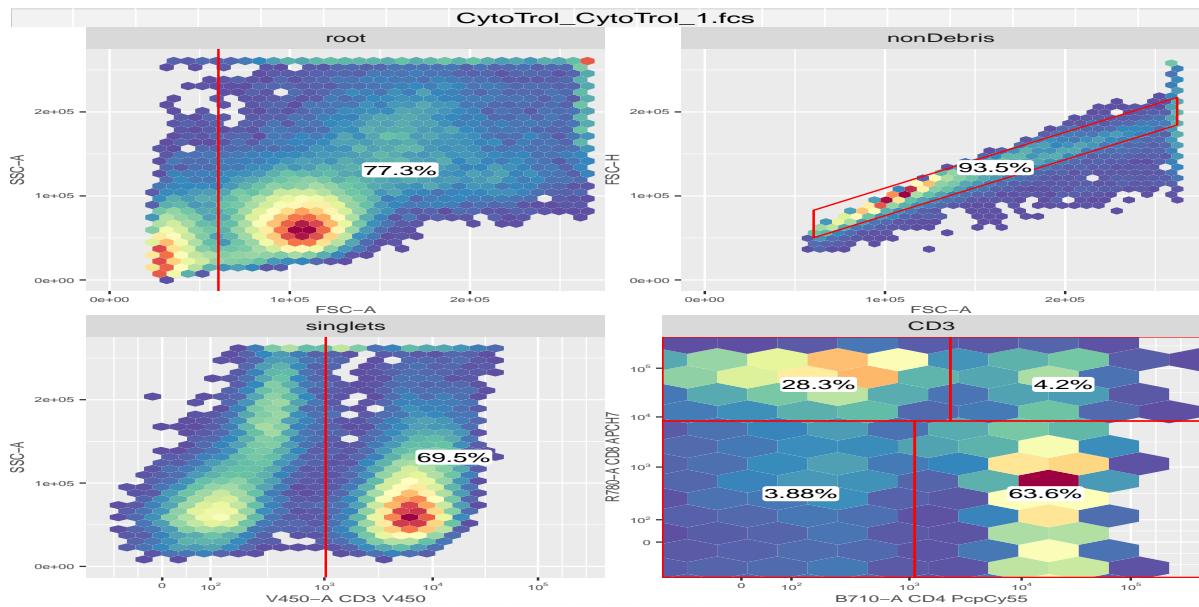 CytoTrol_CytoTrol_1.fcs
root
SSC−A
2e+05
1e+05
0e+00
77.3%
0e+00 1e+05 2e+05
FSC−A
nonDebris
FSC−H
2e+05
1e+05
0e+00
93.5%
0e+00 1e+05 2e+05
FSC−A
singlets
SSC−A
2e+05
1e+05
0e+00
69.5%
0 10² 10³ 10⁴ 10⁵
V450−A CD3 V450
CD3
R780−A CD8 APCH7
10⁵
10⁴
10³
10²
0
28.3% 4.2%
3.88% 63.6%
0 10² 10³ 10⁴ 10⁵
B710−A CD4 PcpCy55